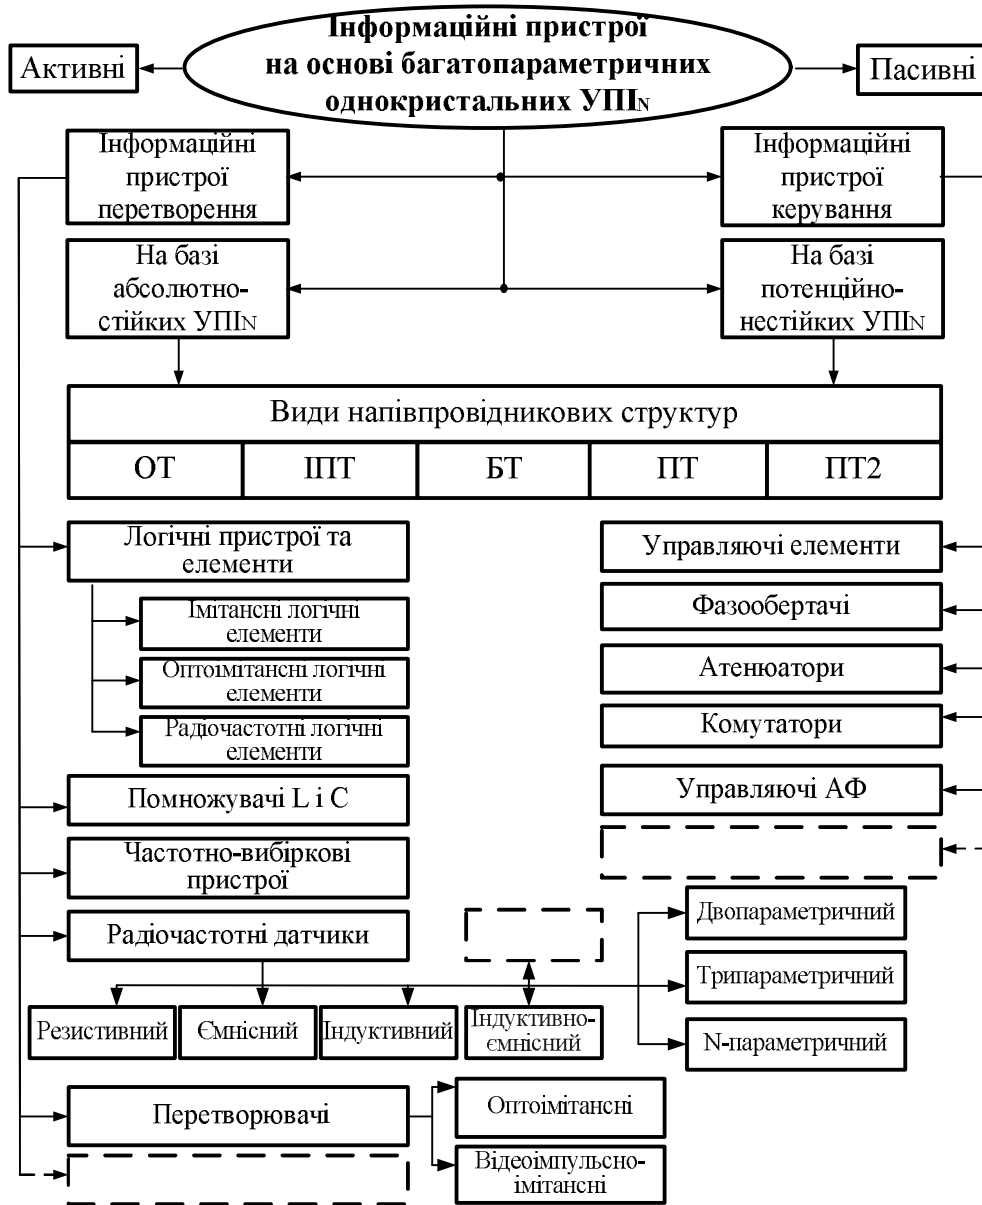 Інформаційні пристрої
на основі багатопараметричних
однокристальних УПІN
Активні
Пасивні
Інформаційні
пристрої
перетворення
Інформаційні
пристрої
керування
На базі
абсолютно-
стійких УПІN
На базі
потенційно-
нестійких УПІN
Види напівпровідникових структур
ОТ
ІПТ
БТ
ПТ
ПТ2
Логічні пристрої та
елементи
Імітансні логічні
елементи
Оптоімітансні логічні
елементи
Радіочастотні логічні
елементи
Помножувачі L і C
Частотно-вибіркові
пристрої
Радіочастотні датчики
Управляючі елементи
Фазообертачі
Атенюатори
Комутатори
Управляючі АФ
Двопараметричний
Трипараметричний
N-параметричний
Резистивний
Ємнісний
Індуктивний
Індуктивно-
ємнісний
Перетворювачі
Оптоімітансні
Відеоімпульсно-
імітансні